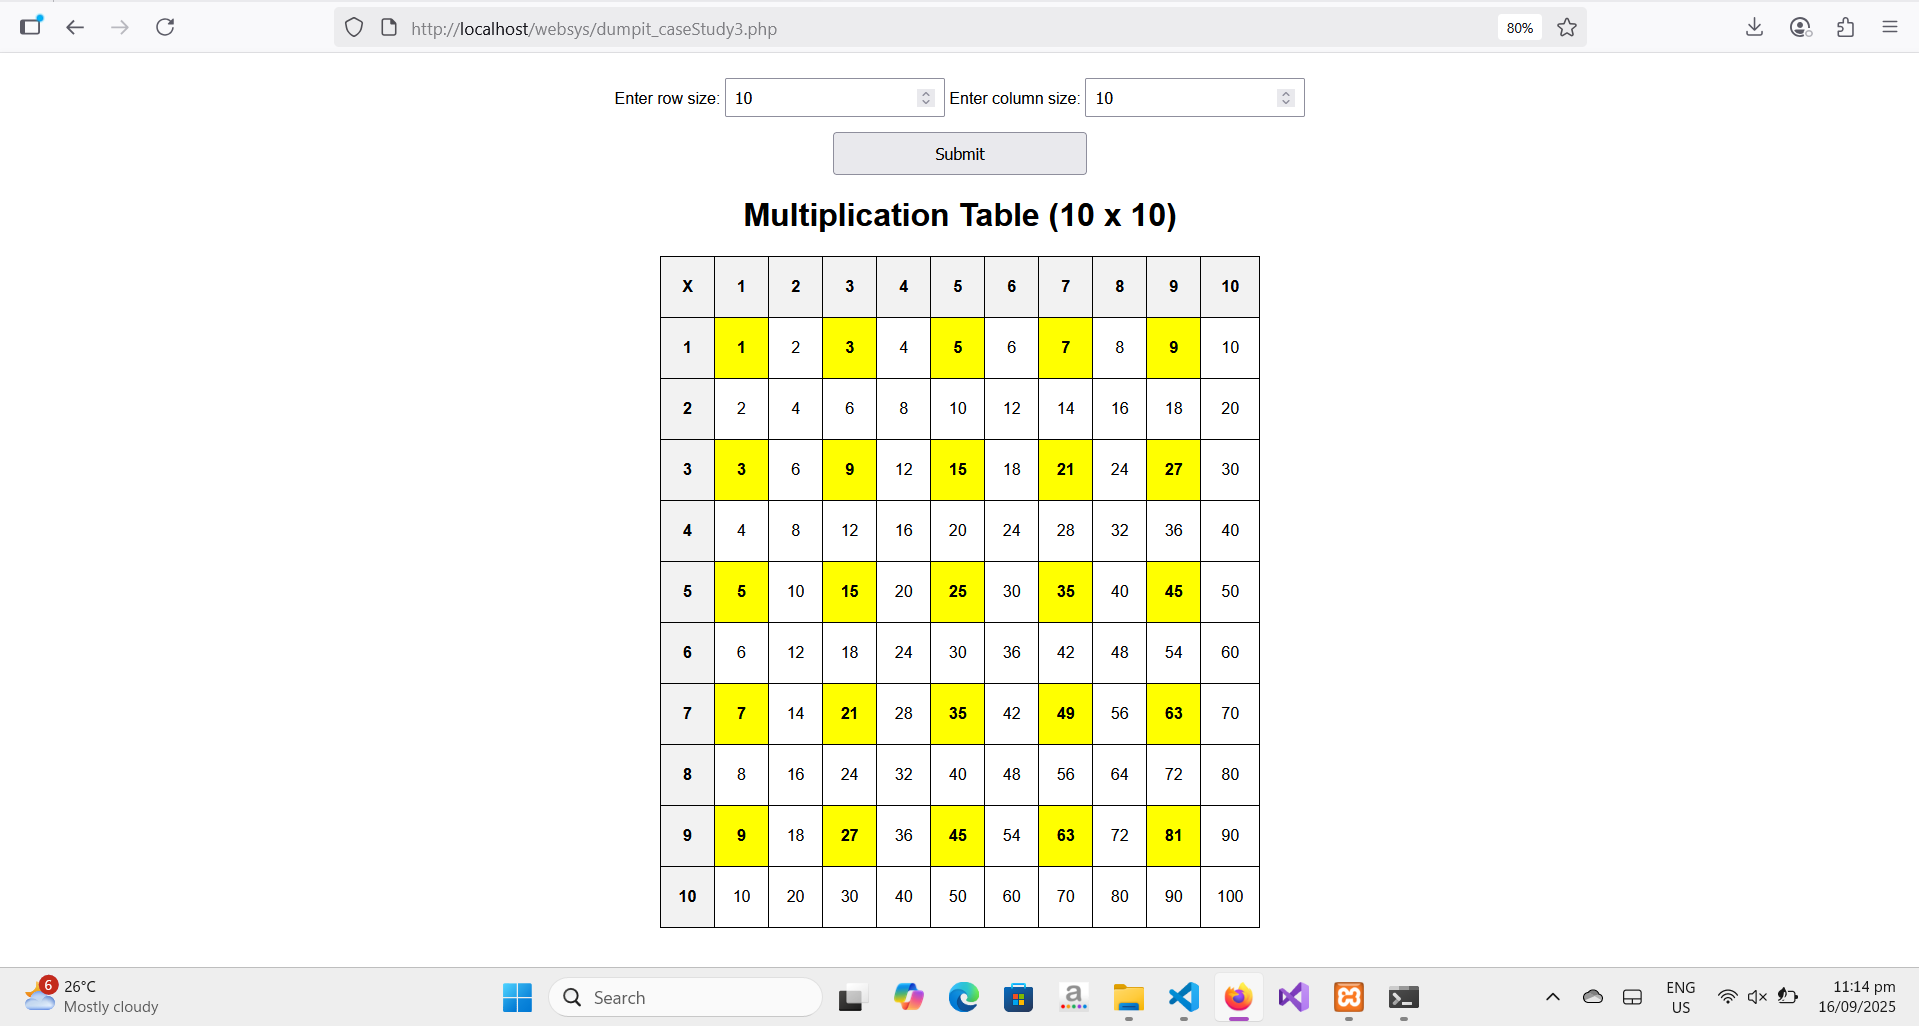 http://localhost/websys/dumpit_caseStudy3.php 80%
Enter row size: 10 Enter column size: 10
Submit
Multiplication Table (10 x 10)
X 1 2 3 4 5 6 7 8 9 10
1 1 2 3 4 5 6 7 8 9 10
2 2 4 6 8 10 12 14 16 18 20
3 3 6 9 12 15 18 21 24 27 30
4 4 8 12 16 20 24 28 32 36 40
5 5 10 15 20 25 30 35 40 45 50
6 6 12 18 24 30 36 42 48 54 60
7 7 14 21 28 35 42 49 56 63 70
8 8 16 24 32 40 48 56 64 72 80
9 9 18 27 36 45 54 63 72 81 90
10 10 20 30 40 50 60 70 80 90 100
6
26°C
Mostly cloudy
Search
a
ENG
US
11:14 pm
16/09/2025